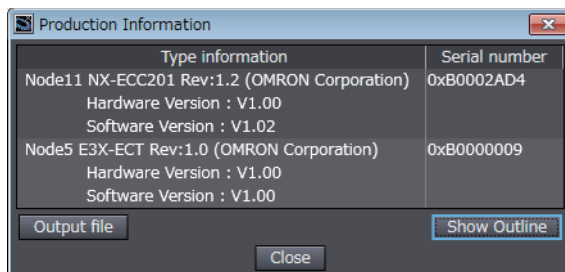 Production Information
Type information Serial number
Node11 NX-ECC201 Rev:1.2 (OMRON Corporation) 0xB0002AD4
Hardware Version : V1.00
Software Version : V1.02
Node5 E3X-ECT Rev:1.0 (OMRON Corporation) 0xB0000009
Hardware Version : V1.00
Software Version : V1.00
Output file Show Outline
Close